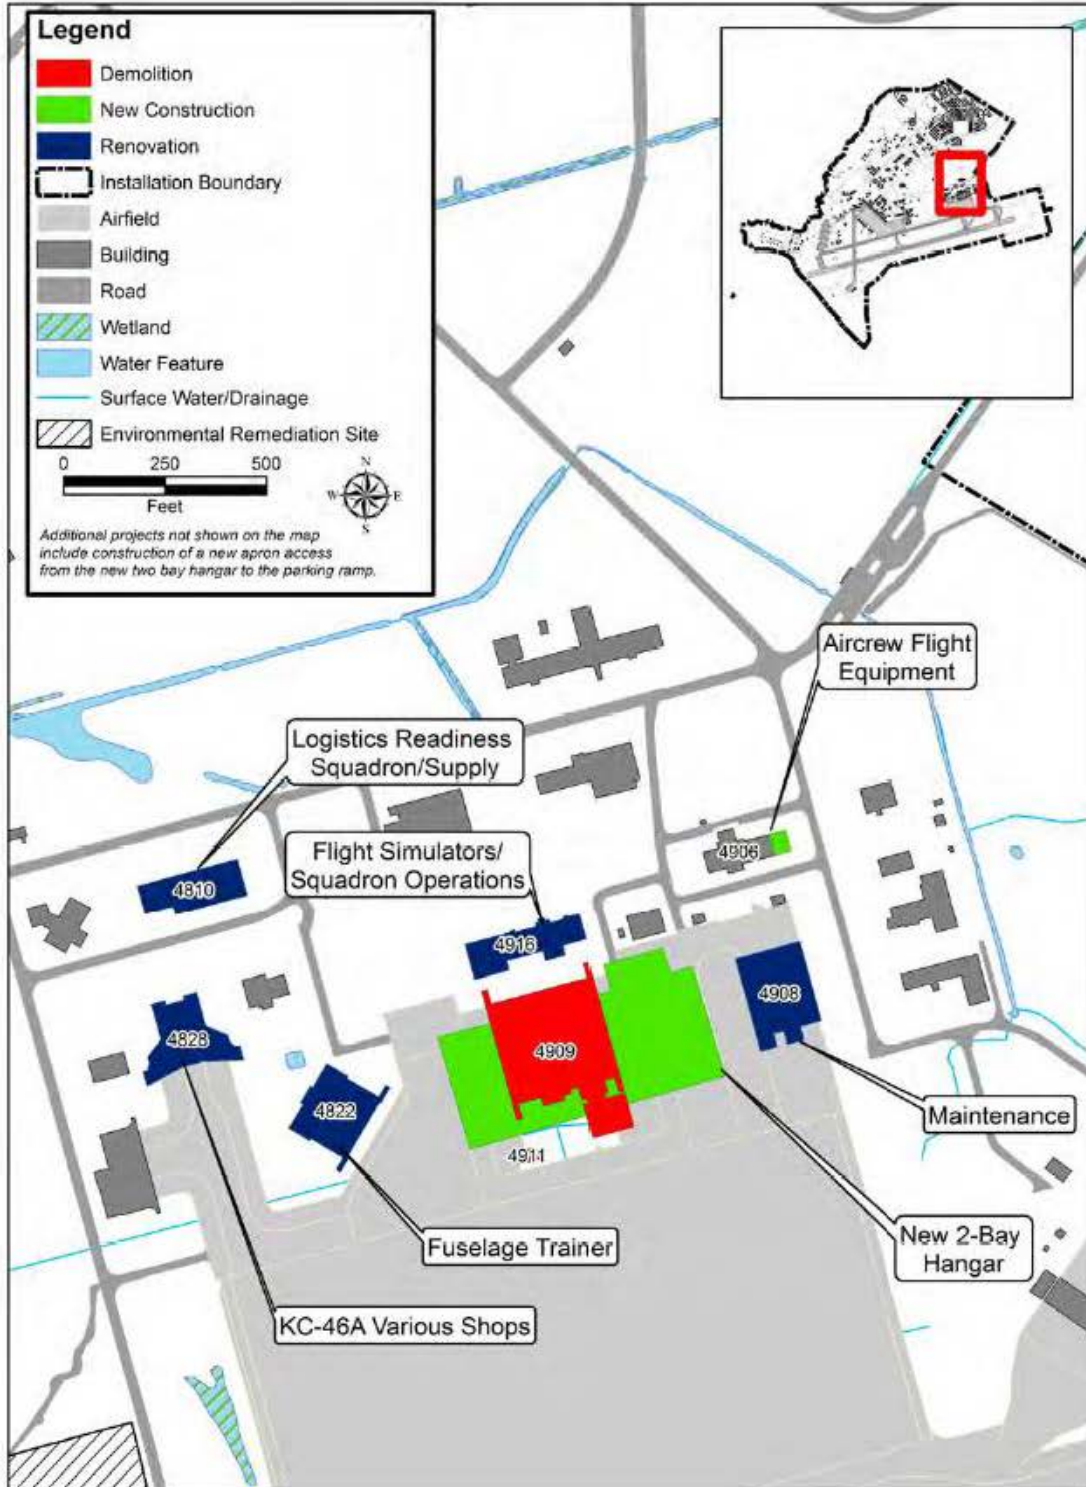 Legend
Demolition
New Construction
Renovation
Installation Boundary
Airfield
Building
Road
Wetland
Water Feature
Surface Water/Drainage
Environmental Remediation Site
0 250 500
Feet
N
W E
S
Additional projects not shown on the map
include construction of a new apron access
from the new two bay hangar to the parking ramp.
Aircrew Flight
Equipment
Logistics Readiness
Squadron/Supply
Flight Simulators/
Squadron Operations
4906
4810
4916
4908
4828
4909
4822
4911
Maintenance
New 2-Bay
Hangar
Fuselage Trainer
KC-46A Various Shops